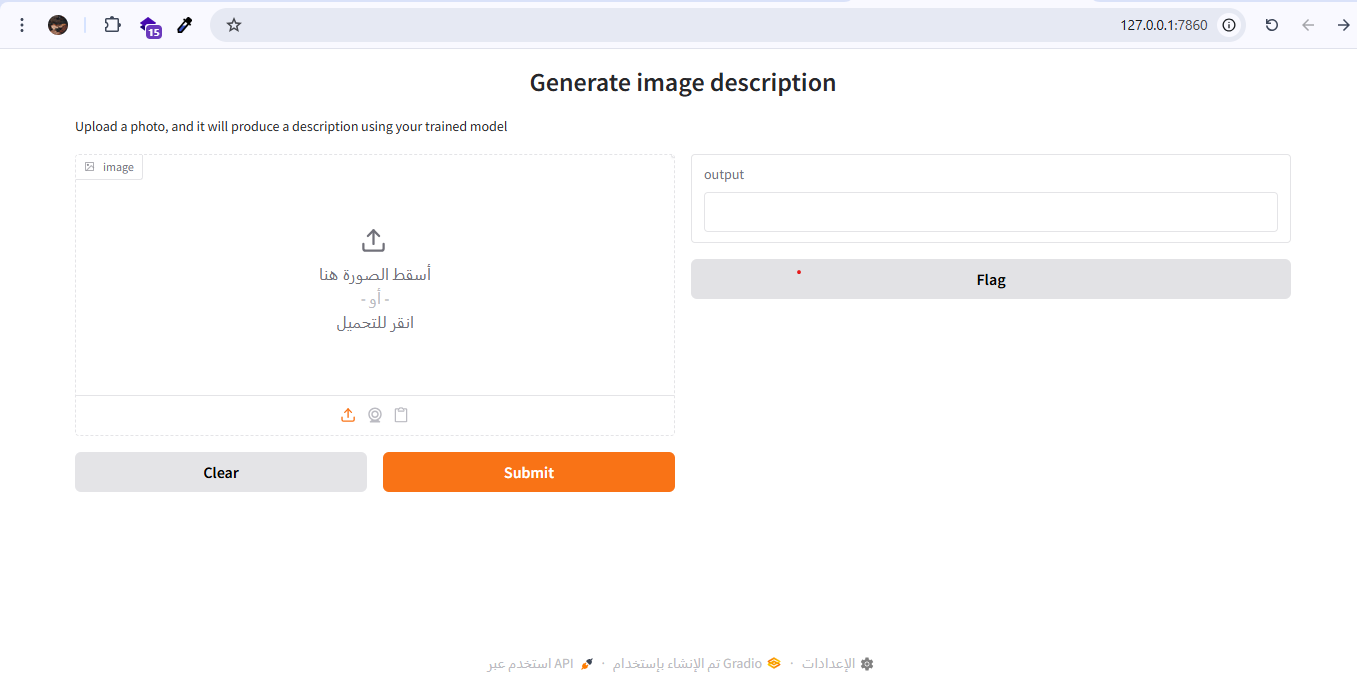 127.0.0.1:7860
15
Generate image description
Upload a photo, and it will produce a description using your trained model
image
أسقط الصورة هنا
- أو -
انقر للتحميل
Clear
Submit
output
Flag
الإعدادات · تم الإنشاء بإستخدام Gradio · استخدم عبر API